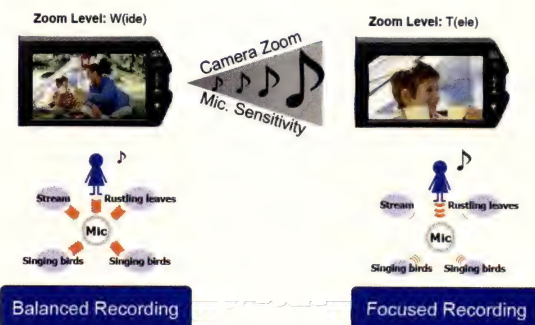 Zoom Level: W(ide)
Zoom Level: T(ele)
Camera Zoom
Mic. Sensitivity
Stream
Rustling leaves
Mic
Singing birds
Singing birds
Stream
Rustling leaves
Mic
Singing birds
Singing birds
Balanced Recording
Focused Recording